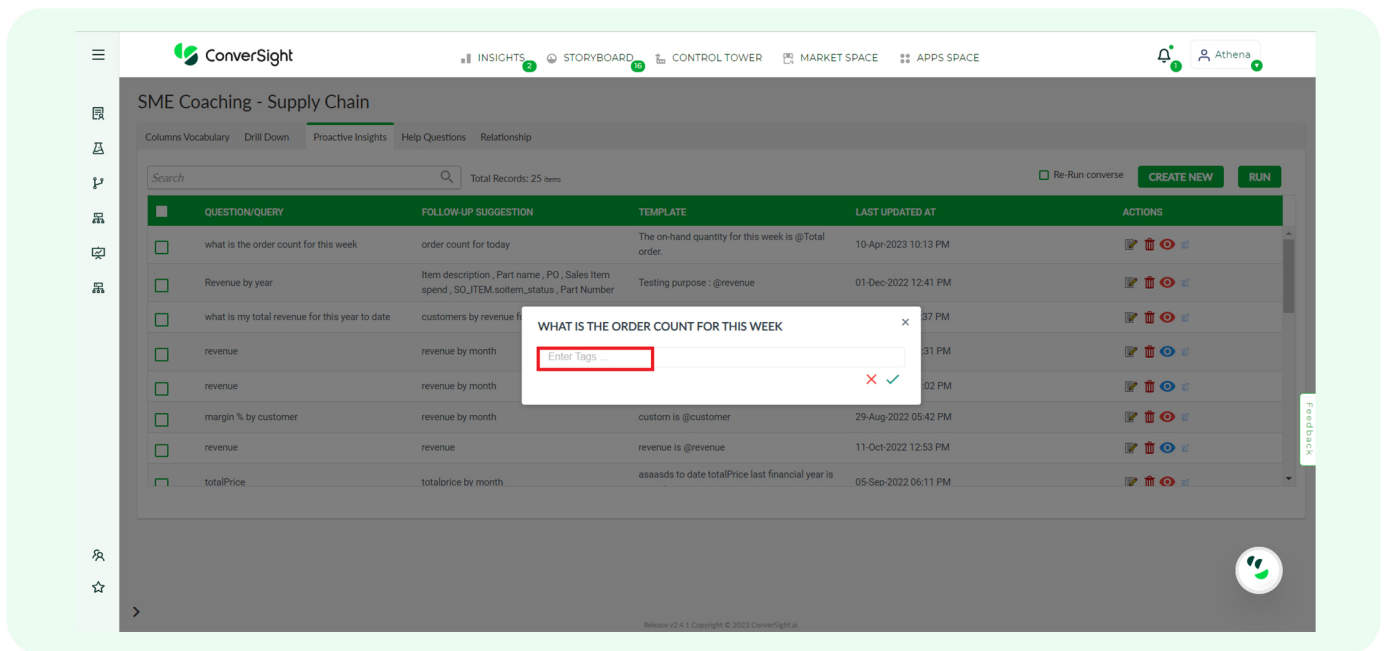 ConverSight
INSIGHTS 2 STORYBOARD 16 CONTROL TOWER MARKET SPACE APPS SPACE
1 Athena
SME Coaching - Supply Chain
Columns Vocabulary Drill Down Proactive Insights Help Questions Relationship
Search Total Records: 25 items Re-Run converse CREATE NEW RUN
QUESTION/QUERY FOLLOW-UP SUGGESTION TEMPLATE LAST UPDATED AT ACTIONS
what is the order count for this week order count for today The on-hand quantity for this week is @Total
order. 10-Apr-2023 10:13 PM
Revenue by year Item description , Part name , PO , Sales Item
spend , SO_ITEM.soitem_status , Part Number Testing purpose : @revenue 01-Dec-2022 12:41 PM
what is my total revenue for this year to date customers by revenue :37 PM
WHAT IS THE ORDER COUNT FOR THIS WEEK ×
Enter Tags ...
revenue revenue by month :31 PM
revenue revenue by month :02 PM
margin % by customer revenue by month custom is @customer 29-Aug-2022 05:42 PM
revenue revenue revenue is @revenue 11-Oct-2022 12:53 PM
totalPrice totalprice by month asaasds to date totalPrice last financial year is 05-Sep-2022 06:11 PM
Feedback
Release v2.4.1 Copyright © 2023 ConverSight.ai